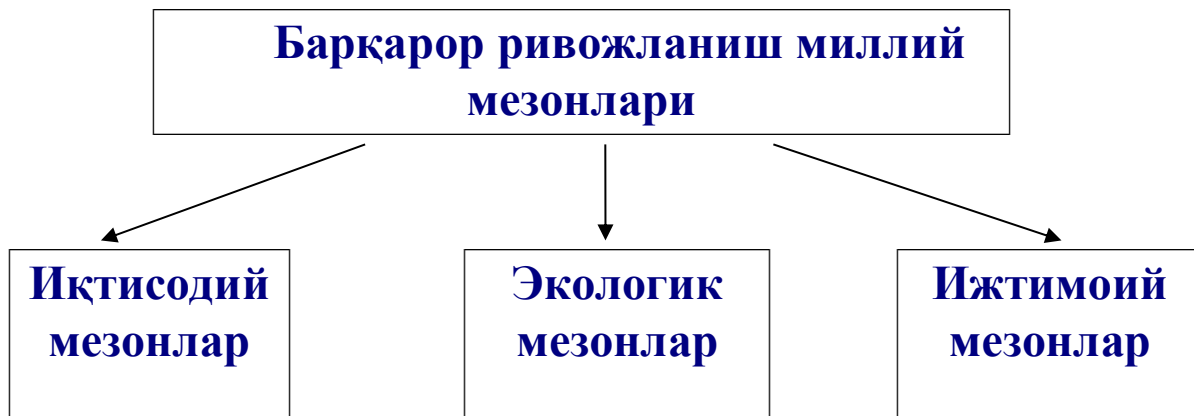 Барқарор ривожланиш миллий
мезонлари
Иқтисодий
мезонлар
Экологик
мезонлар
Ижтимоий
мезонлар